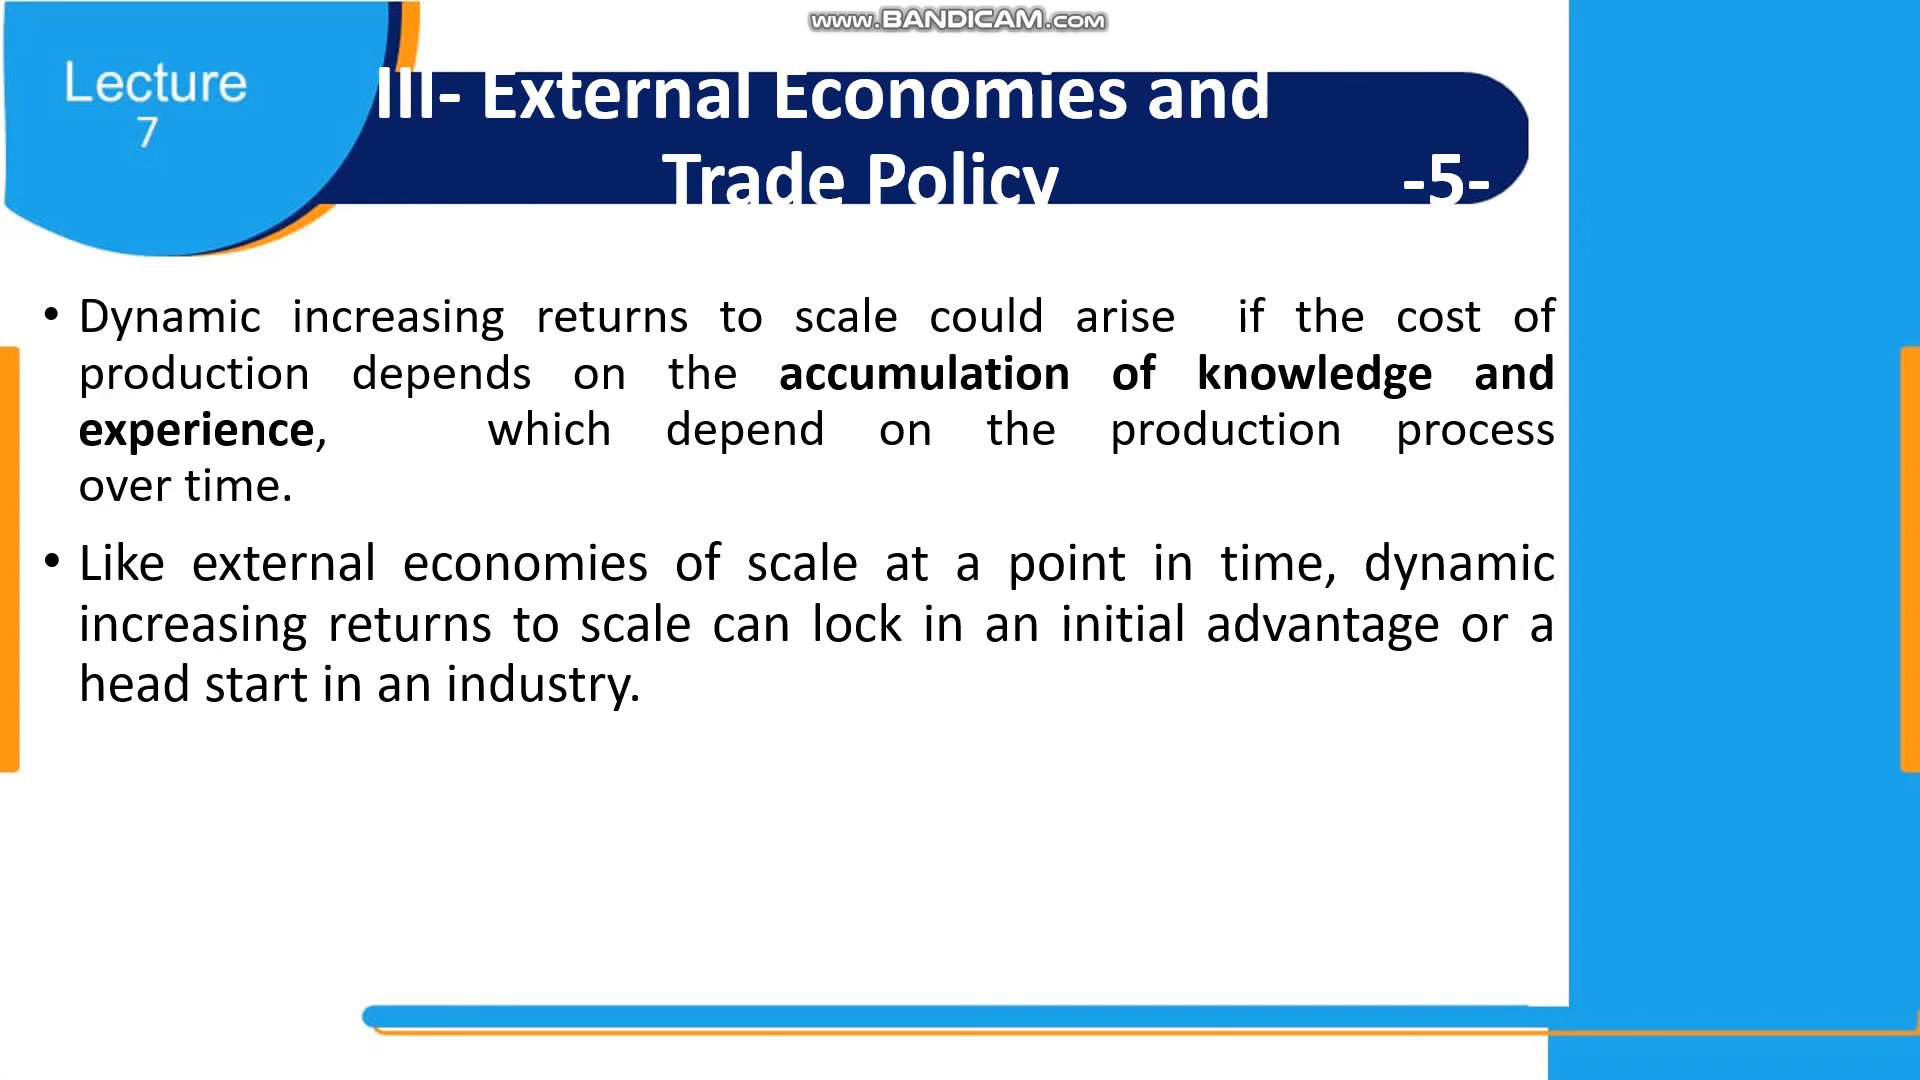 www.BANDICAM.com
Lecture
7
III- External Economies and
Trade Policy -5-
• Dynamic increasing returns to scale could arise if the cost of
production depends on the accumulation of knowledge and
experience, which depend on the production process
over time.
• Like external economies of scale at a point in time, dynamic
increasing returns to scale can lock in an initial advantage or a
head start in an industry.